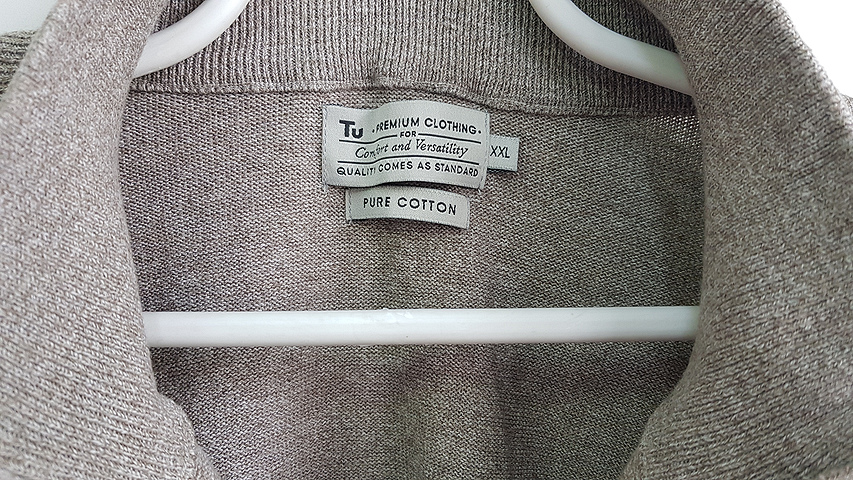 Tu • PREMIUM CLOTHING •
FOR
Comfort and Versatility
QUALITY COMES AS STANDARD
XXL
PURE COTTON